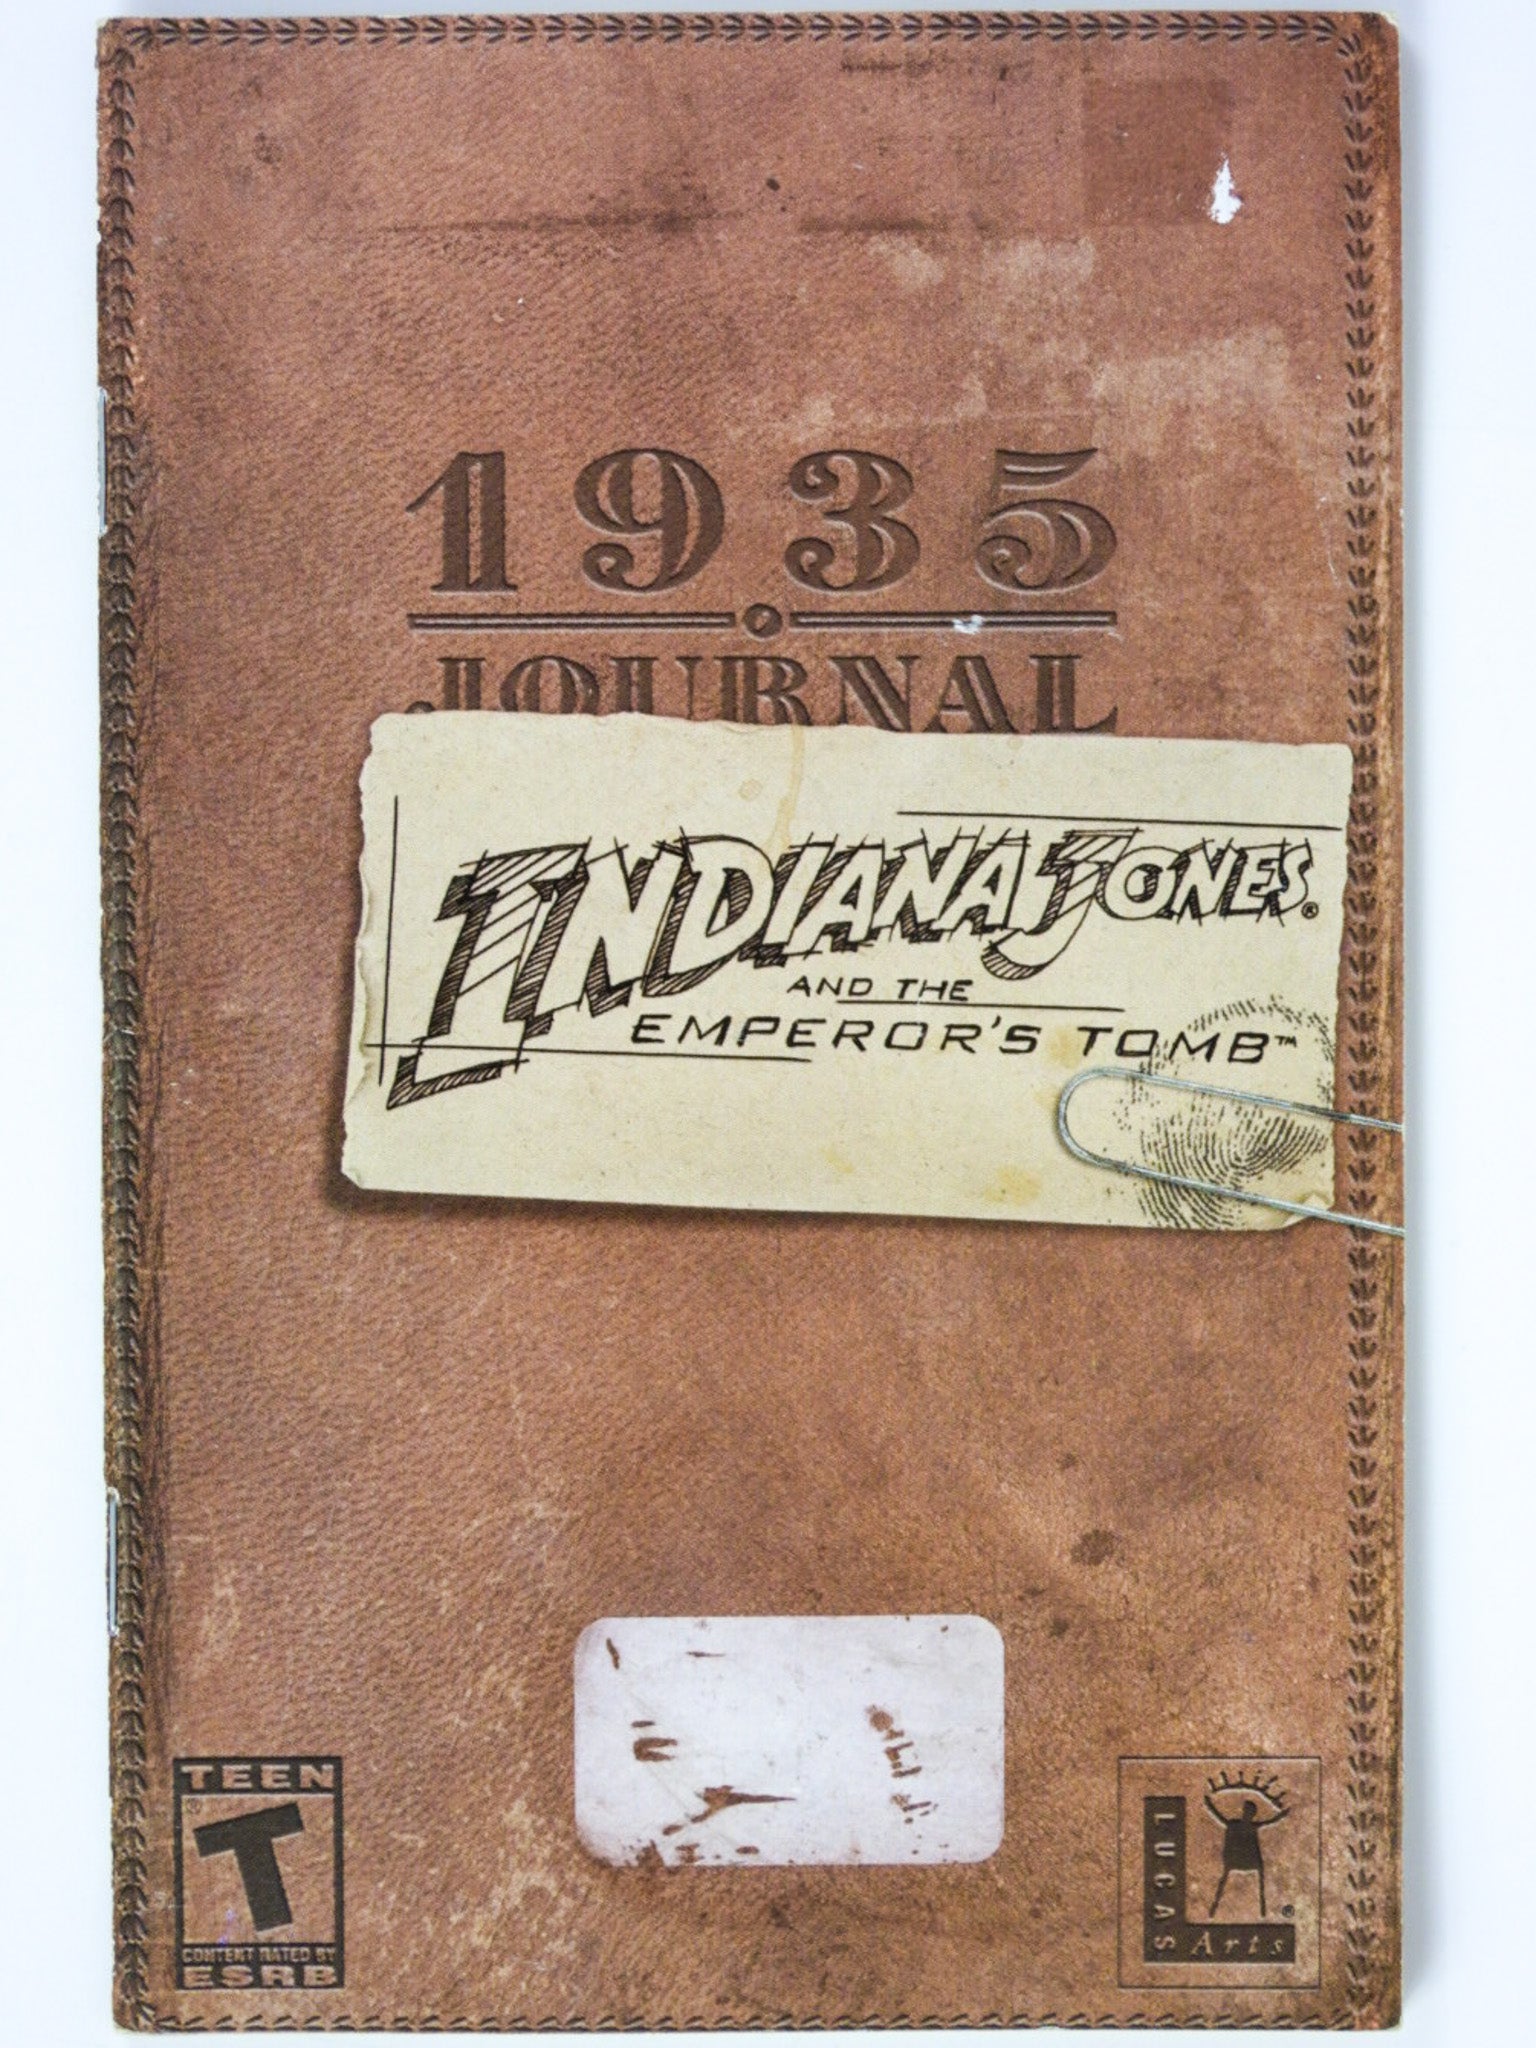 1935
JOURNAL
INDIANA JONES®
AND THE
EMPEROR'S TOMB™
TEEN
T
®
CONTENT RATED BY
ESRB
LUCAS
Arts
®